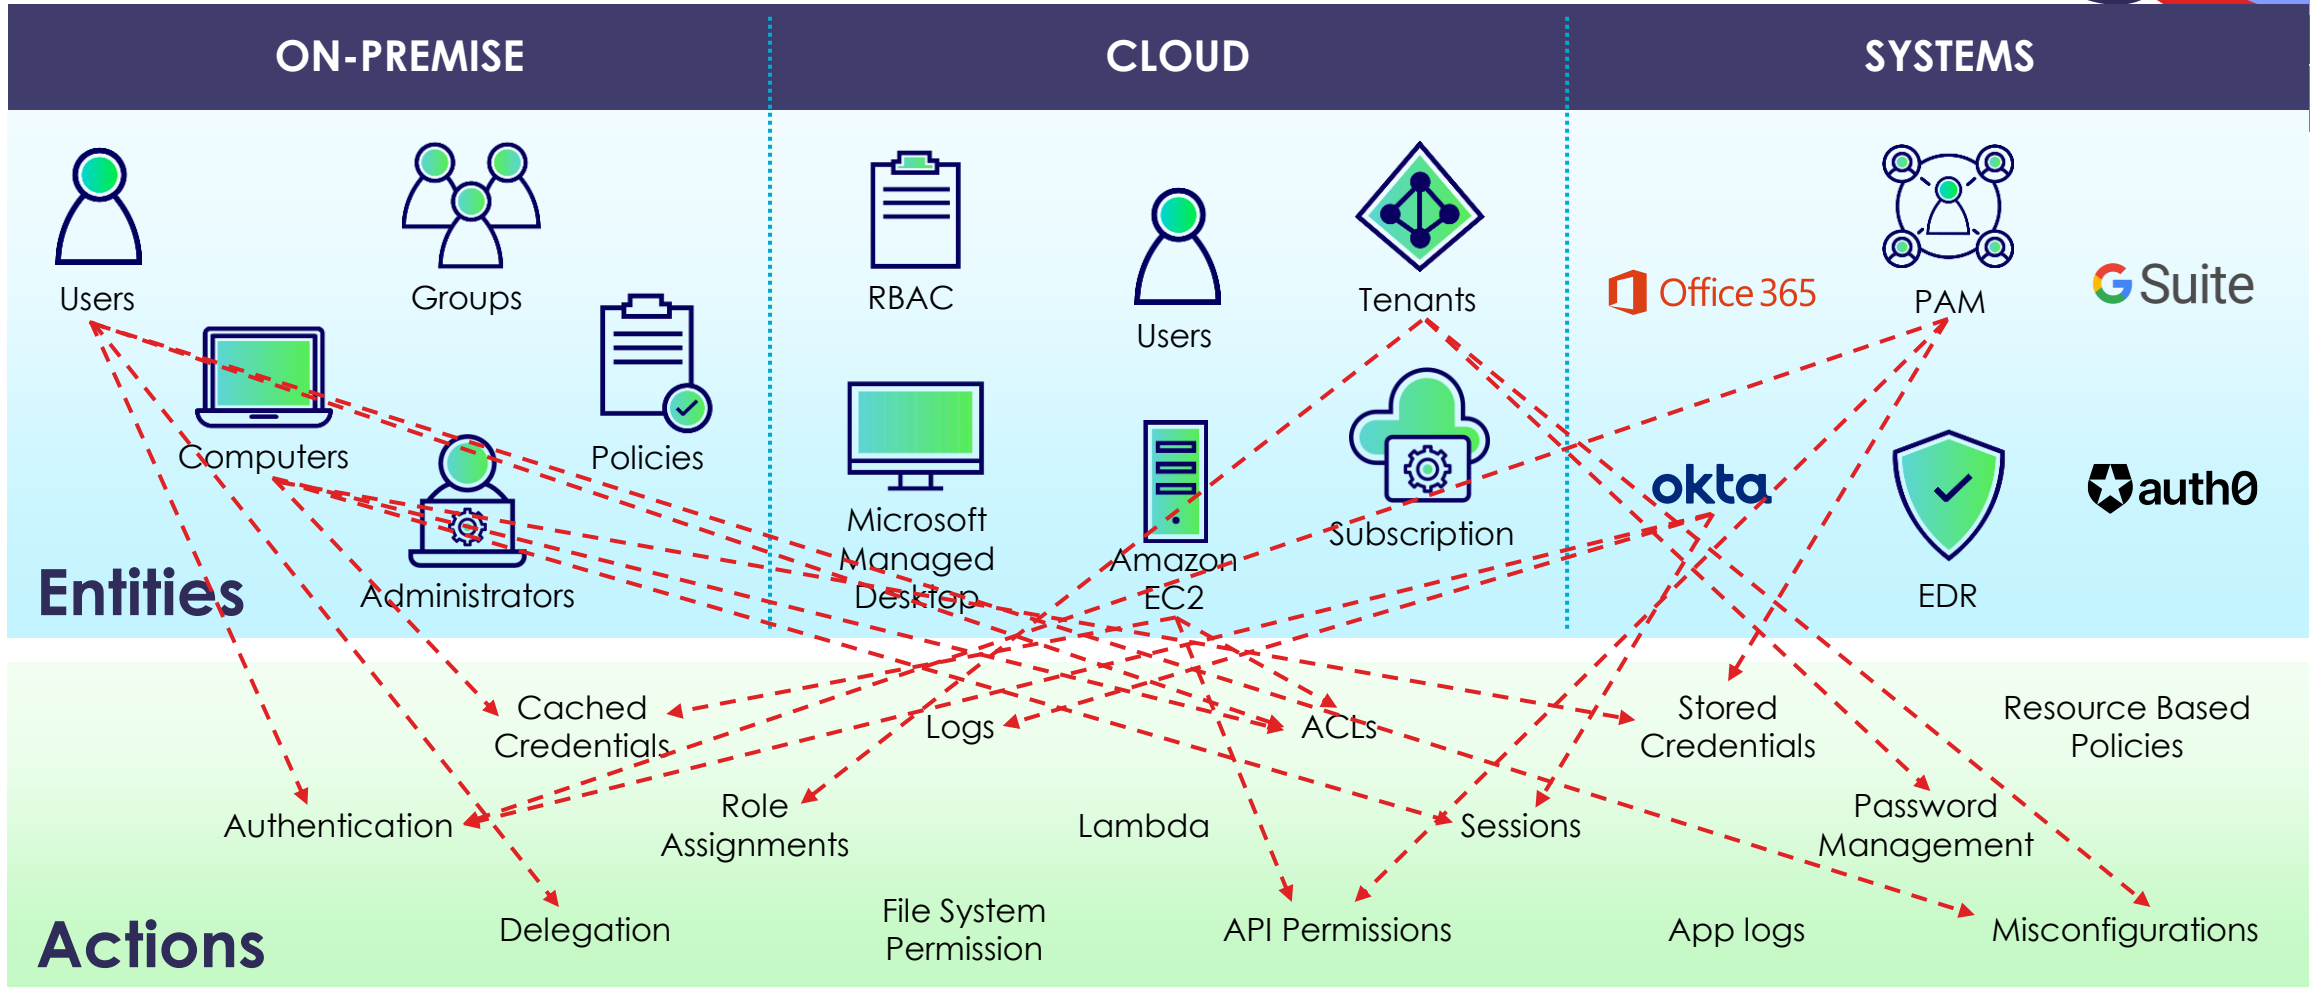 ON-PREMISE
CLOUD
SYSTEMS
Users
Groups
Computers
Policies
Administrators
RBAC
Users
Tenants
Microsoft
Managed
Desktop
Amazon
EC2
Subscription
Office 365
PAM
G Suite
okta
EDR
auth0
Entities
Cached
Credentials
Logs
ACLs
Stored
Credentials
Resource Based
Policies
Authentication
Role
Assignments
Lambda
Sessions
Password
Management
Delegation
File System
Permission
API Permissions
App logs
Misconfigurations
Actions